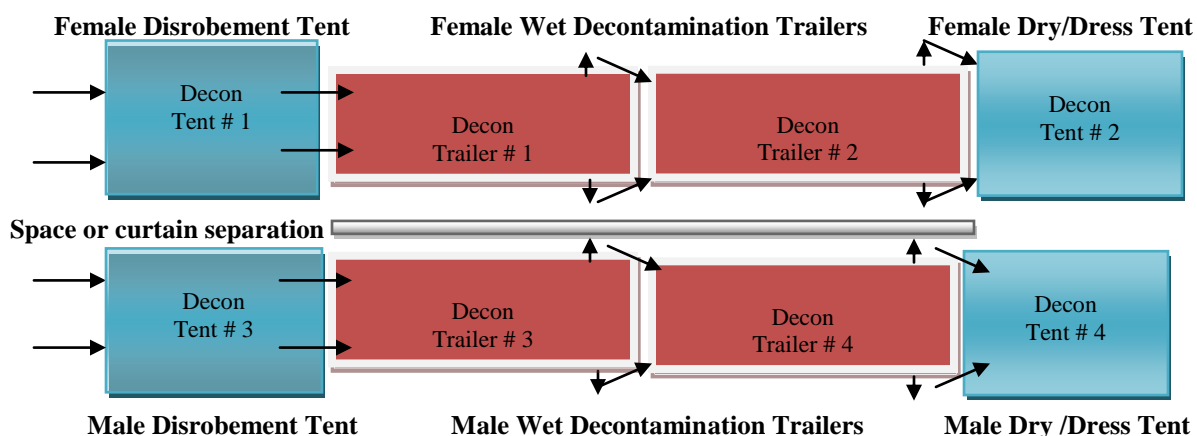 Female Disrobement Tent
Female Wet Decontamination Trailers
Female Dry/Dress Tent
Decon
Tent # 1
Decon
Trailer # 1
Decon
Trailer # 2
Decon
Tent # 2
Space or curtain separation
Decon
Tent # 3
Decon
Trailer # 3
Decon
Trailer # 4
Decon
Tent # 4
Male Disrobement Tent
Male Wet Decontamination Trailers
Male Dry /Dress Tent